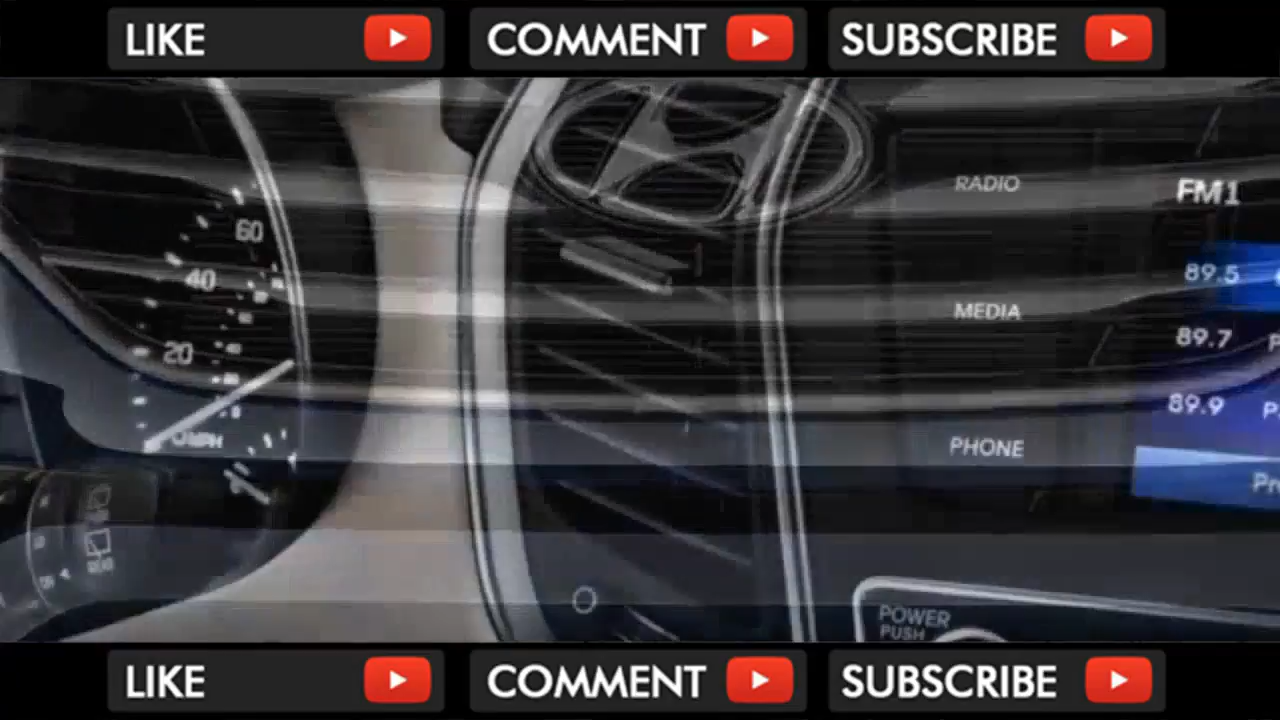 LIKE COMMENT SUBSCRIBE
RADIO
FM1
60
89.5
40
MEDIA
89.7
20
89.9
MPH
PHONE
POWER
PUSH
LIKE COMMENT SUBSCRIBE